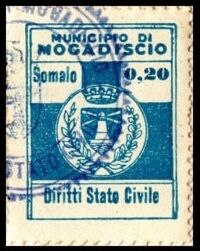 MUNICIPIO DI
MOGADISCIO
Somalo 0,20
Diritti Stato Civile